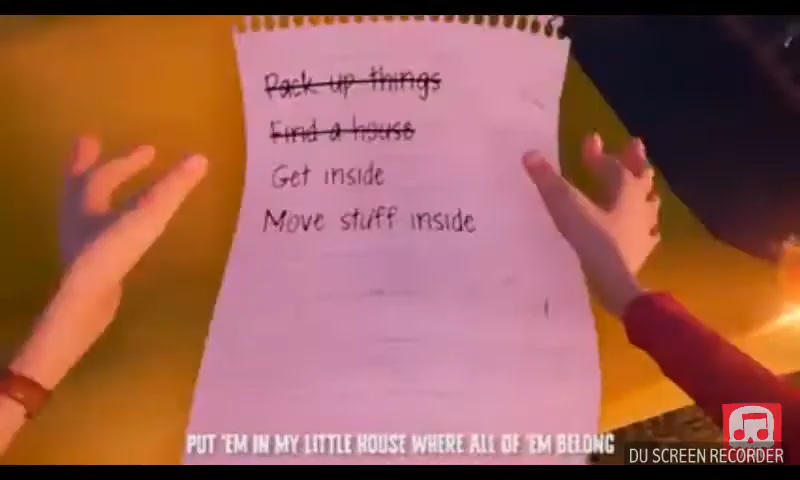 Pack up things
Find a house
Get inside
Move stuff inside
PUT 'EM IN MY LITTLE HOUSE WHERE ALL OF 'EM BELONG
DU SCREEN RECORDER